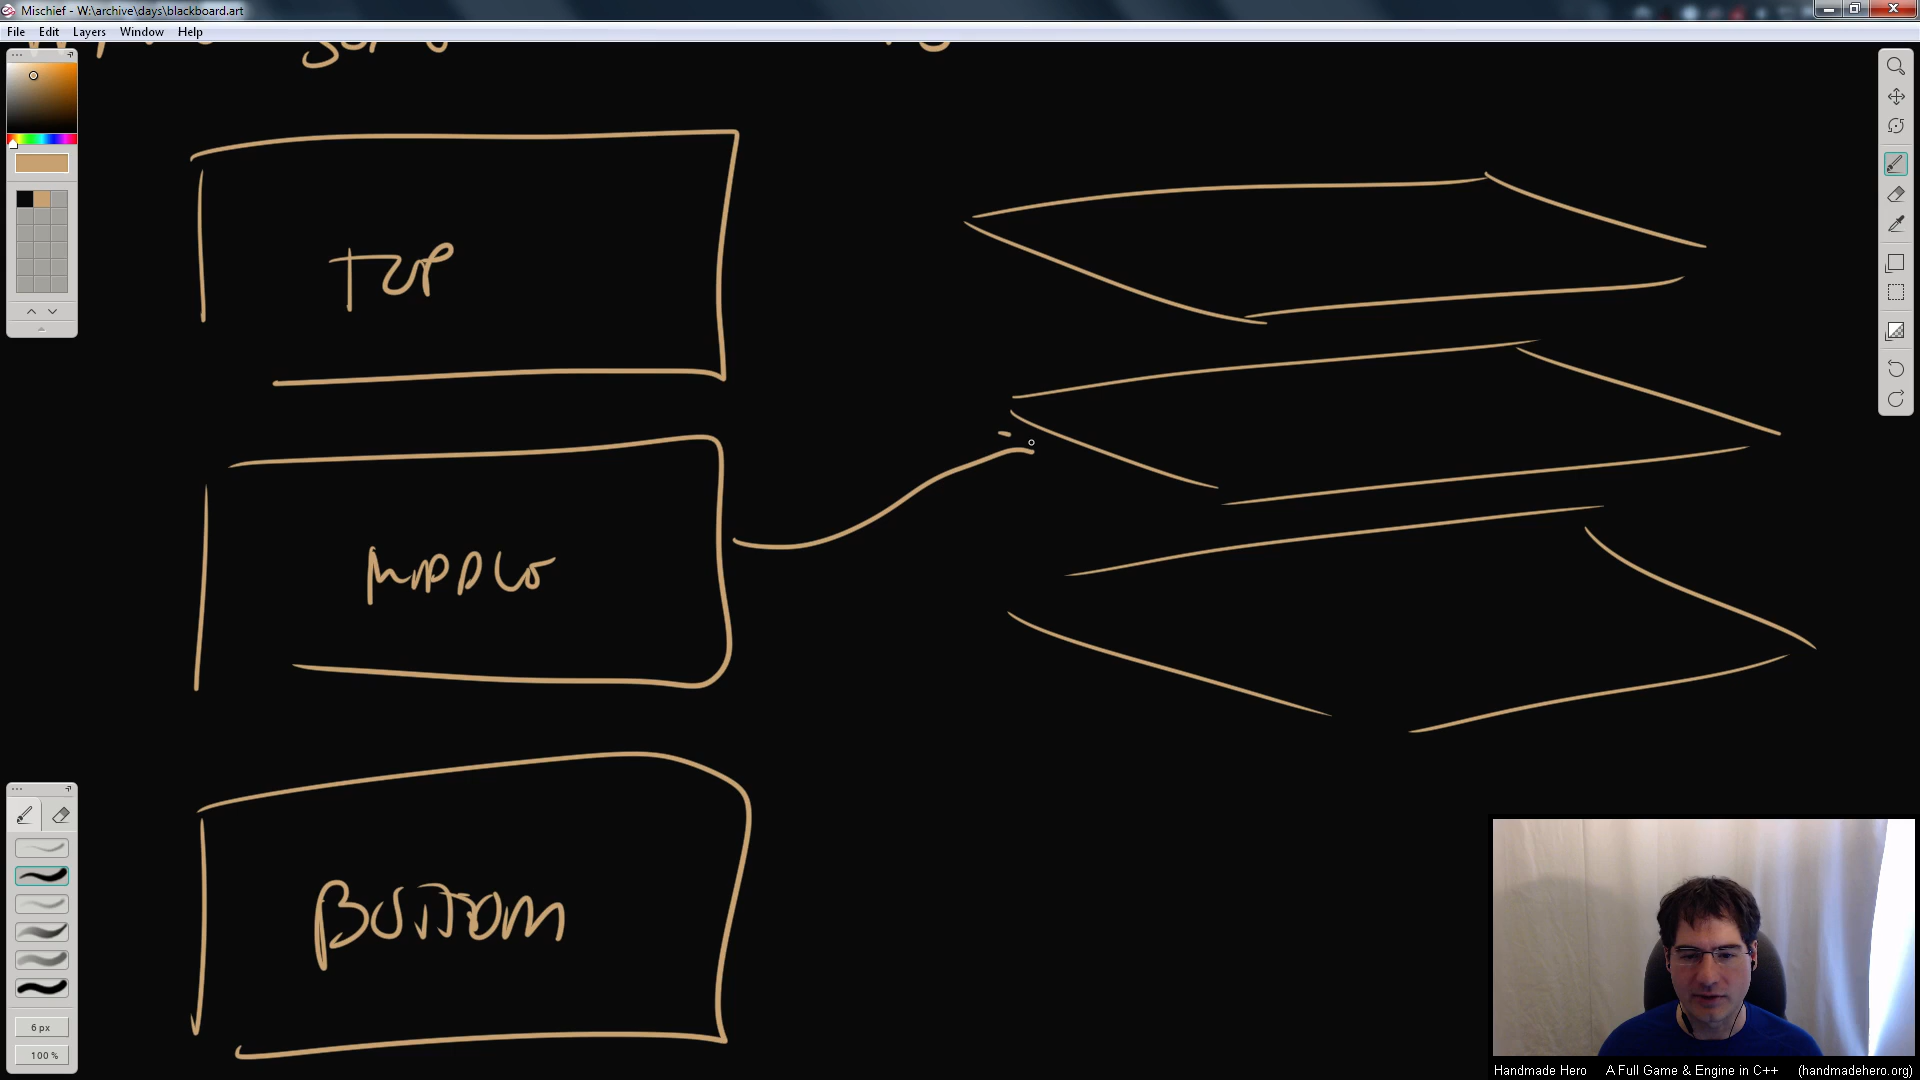 Mischief - W:\archive\days\blackboard.art
File Edit Layers Window Help
TOP
MIDDLE
BOTTOM
6 px
100 %
Handmade Hero A Full Game & Engine in C++ (handmadehero.org)